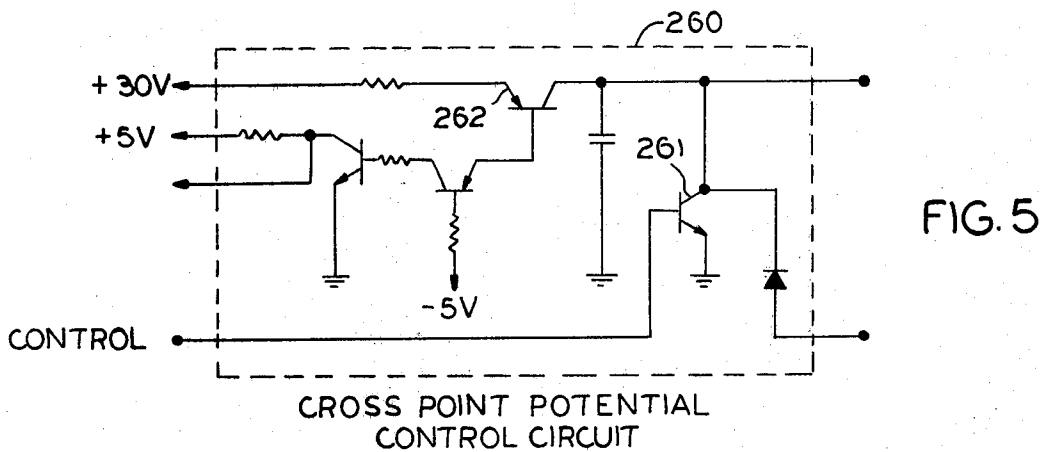 260
+ 30V
262
+5V
261
FIG. 5
-5V
CONTROL
CROSS POINT POTENTIAL
CONTROL CIRCUIT